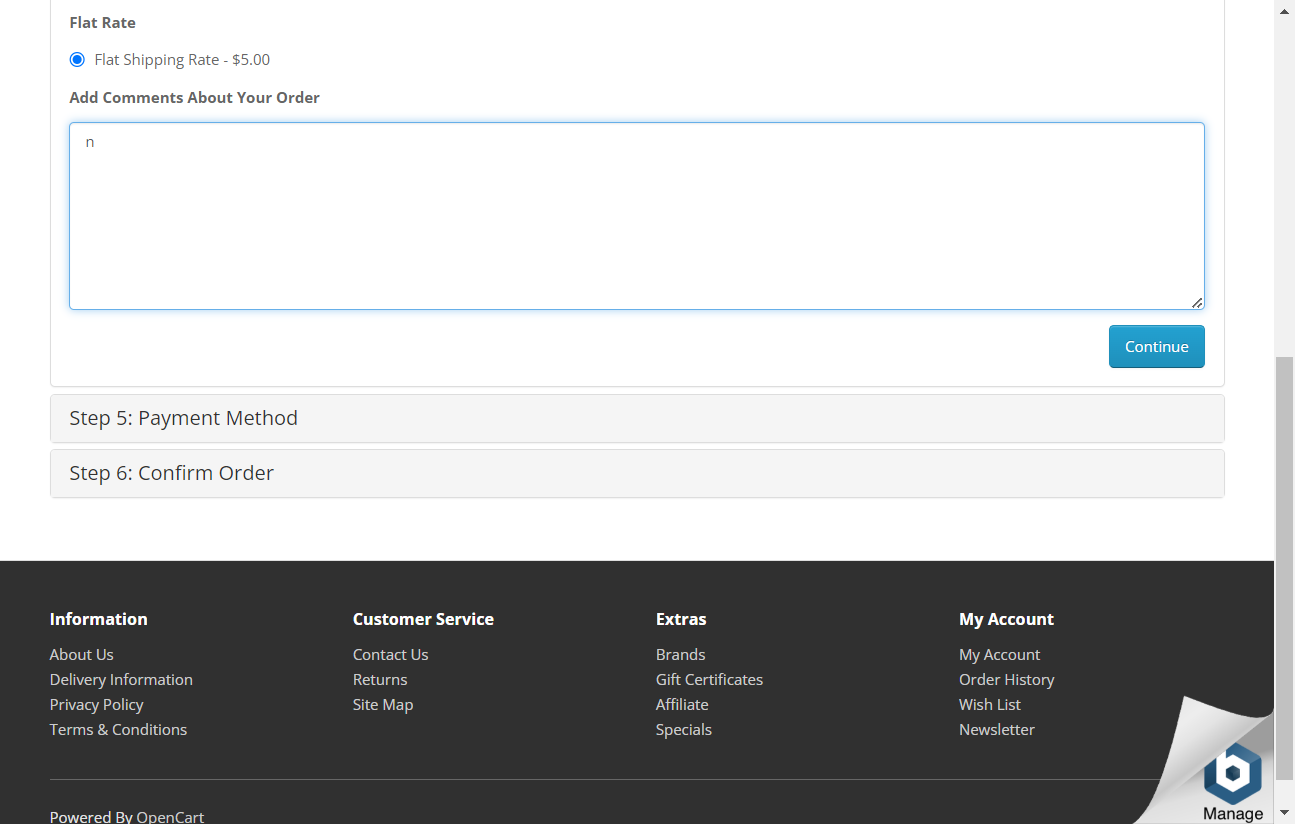 Flat Rate
Flat Shipping Rate - $5.00
Add Comments About Your Order
n
Continue
Step 5: Payment Method
Step 6: Confirm Order
Information
About Us
Delivery Information
Privacy Policy
Terms & Conditions
Customer Service
Contact Us
Returns
Site Map
Extras
Brands
Gift Certificates
Affiliate
Specials
My Account
My Account
Order History
Wish List
Newsletter
Manage
Powered By OpenCart